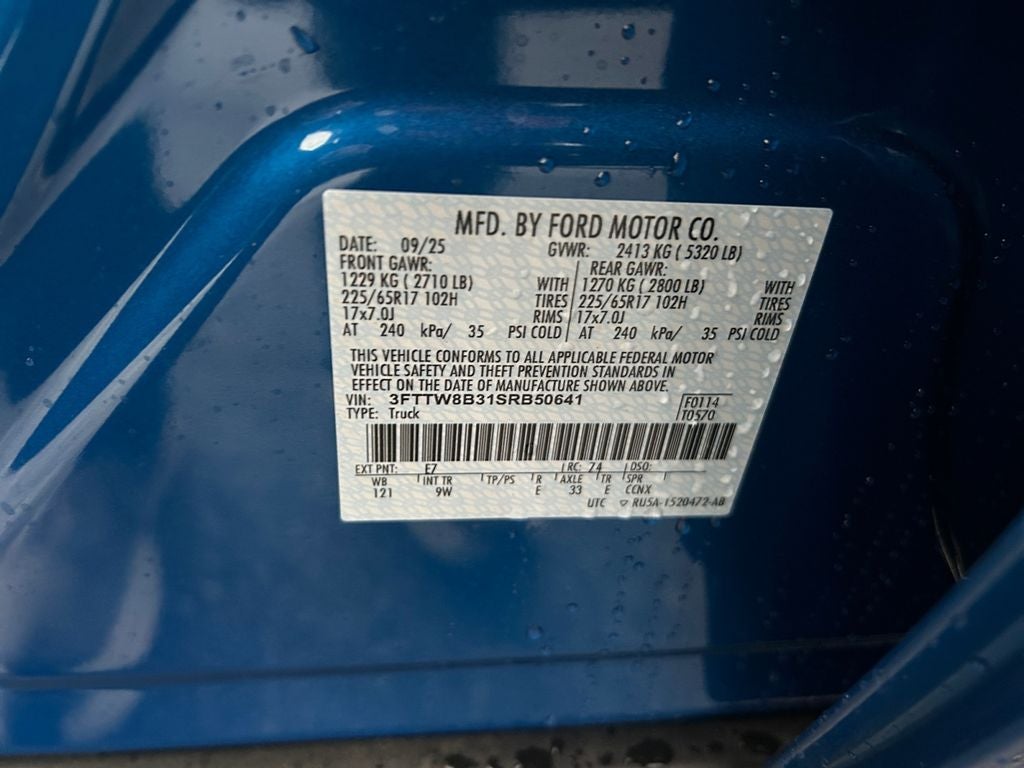 MFD. BY FORD MOTOR CO.
DATE: 09/25 GVWR: 2413 KG ( 5320 LB)
FRONT GAWR: REAR GAWR:
1229 KG ( 2710 LB) WITH 1270 KG ( 2800 LB) WITH
225/65R17 102H TIRES 225/65R17 102H TIRES
17x7.0J RIMS 17x7.0J RIMS
AT 240 kPa/ 35 PSI COLD AT 240 kPa/ 35 PSI COLD
THIS VEHICLE CONFORMS TO ALL APPLICABLE FEDERAL MOTOR
VEHICLE SAFETY AND THEFT PREVENTION STANDARDS IN
EFFECT ON THE DATE OF MANUFACTURE SHOWN ABOVE.
VIN: 3FTTW8B31SRB50641 F0114
TYPE: Truck T0570
EXT PNT: E7 RC: 74 DSO:
WB INT TR TP/PS R AXLE TR SPR
121 9W E 33 E CCNX
UTC ▽ RU5A-1520472-AB